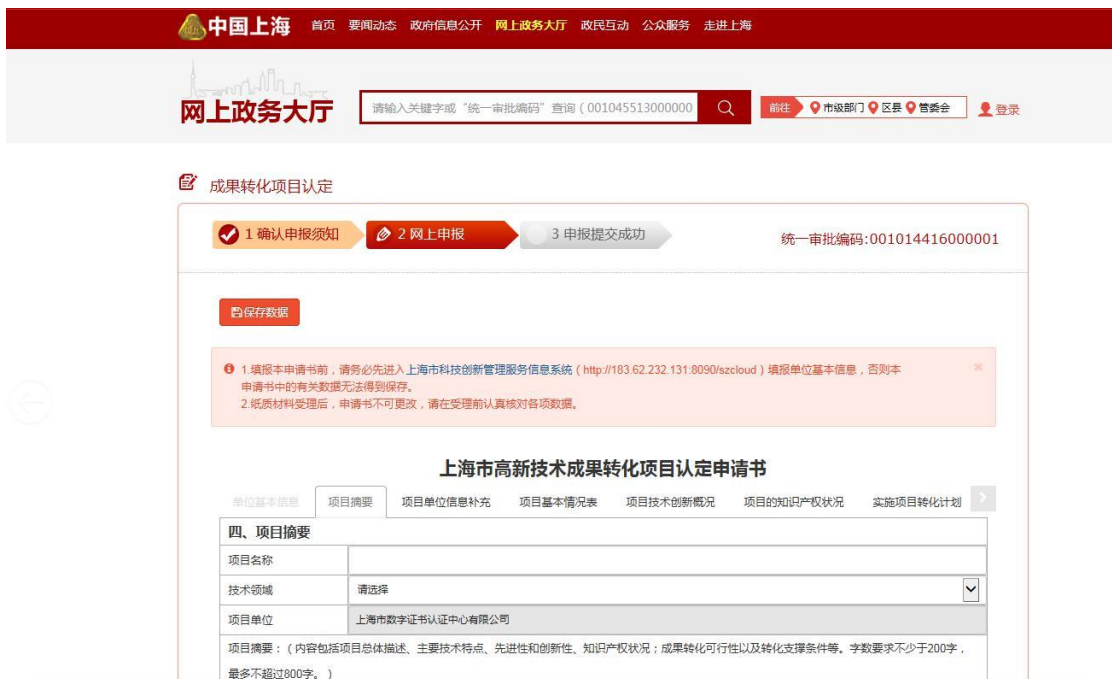 中国上海 首页 要闻动态 政府信息公开 网上政务大厅 政民互动 公众服务 走进上海
网上政务大厅 请输入关键字或“统一审批编码”查询(001045513000000 前往 市级部门 区县 管委会 登录
成果转化项目认定
1 确认申报须知 2 网上申报 3 申报提交成功 统一审批编码:001014416000001
保存数据
1.填报本申请书前,请务必先进入上海市科技创新管理服务信息系统(http://183.62.232.131:8090/szcloud)填报单位基本信息,否则本
申请书中的有关数据无法得到保存。
2.纸质材料受理后,申请书不可更改,请在受理前认真核对各项数据。
上海市高新技术成果转化项目认定申请书
单位基本信息 项目摘要 项目单位信息补充 项目基本情况表 项目技术创新概况 项目的知识产权状况 实施项目转化计划
四、项目摘要
项目名称
技术领域 请选择
项目单位 上海市数字证书认证中心有限公司
项目摘要:(内容包括项目总体描述、主要技术特点、先进性和创新性、知识产权状况;成果转化可行性以及转化支撑条件等。字数要求不少于200字,
最多不超过800字。)